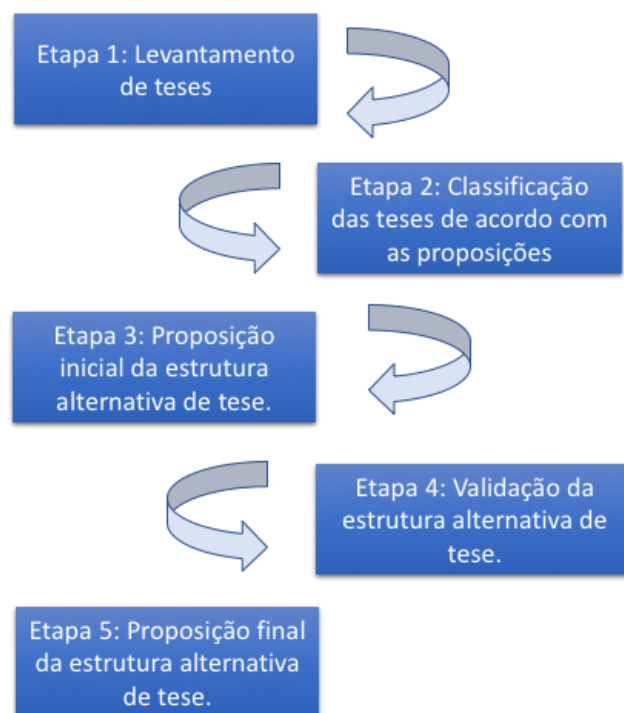 Etapa 1: Levantamento
de teses
Etapa 2: Classificação
das teses de acordo com
as proposições
Etapa 3: Proposição
inicial da estrutura
alternativa de tese.
Etapa 4: Validação da
estrutura alternativa de
tese.
Etapa 5: Proposição final
da estrutura alternativa
de tese.